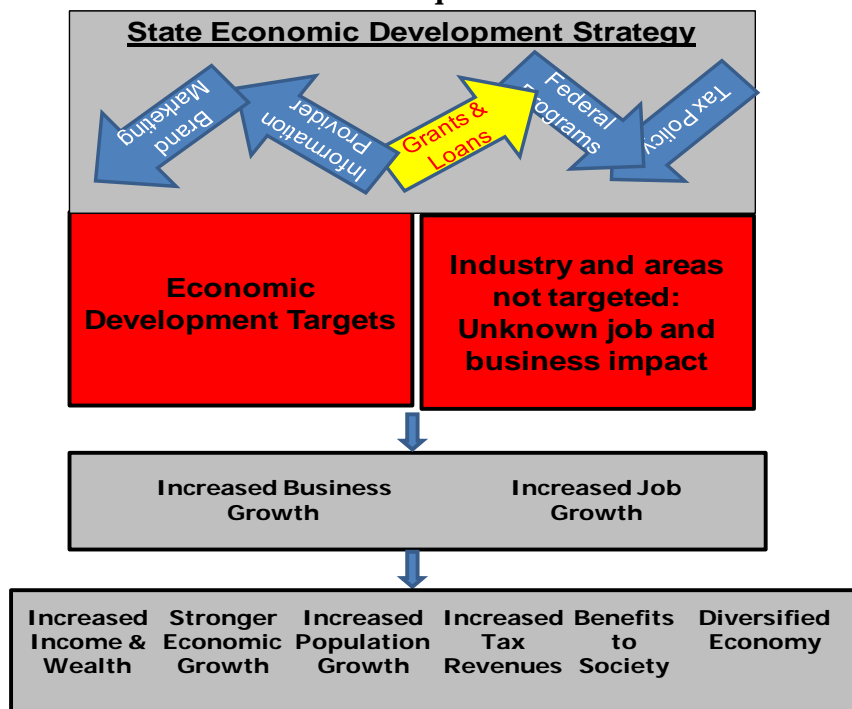 State Economic Development Strategy
Brand
Marketing
Information
Provider
Grants &
Loans
Federal
Programs
Tax Policy
Economic
Development Targets
Industry and areas
not targeted:
Unknown job and
business impact
Increased Business
Growth
Increased Job
Growth
Increased
Income &
Wealth
Stronger
Economic
Growth
Increased
Population
Growth
Increased
Tax
Revenues
Benefits
to
Society
Diversified
Economy